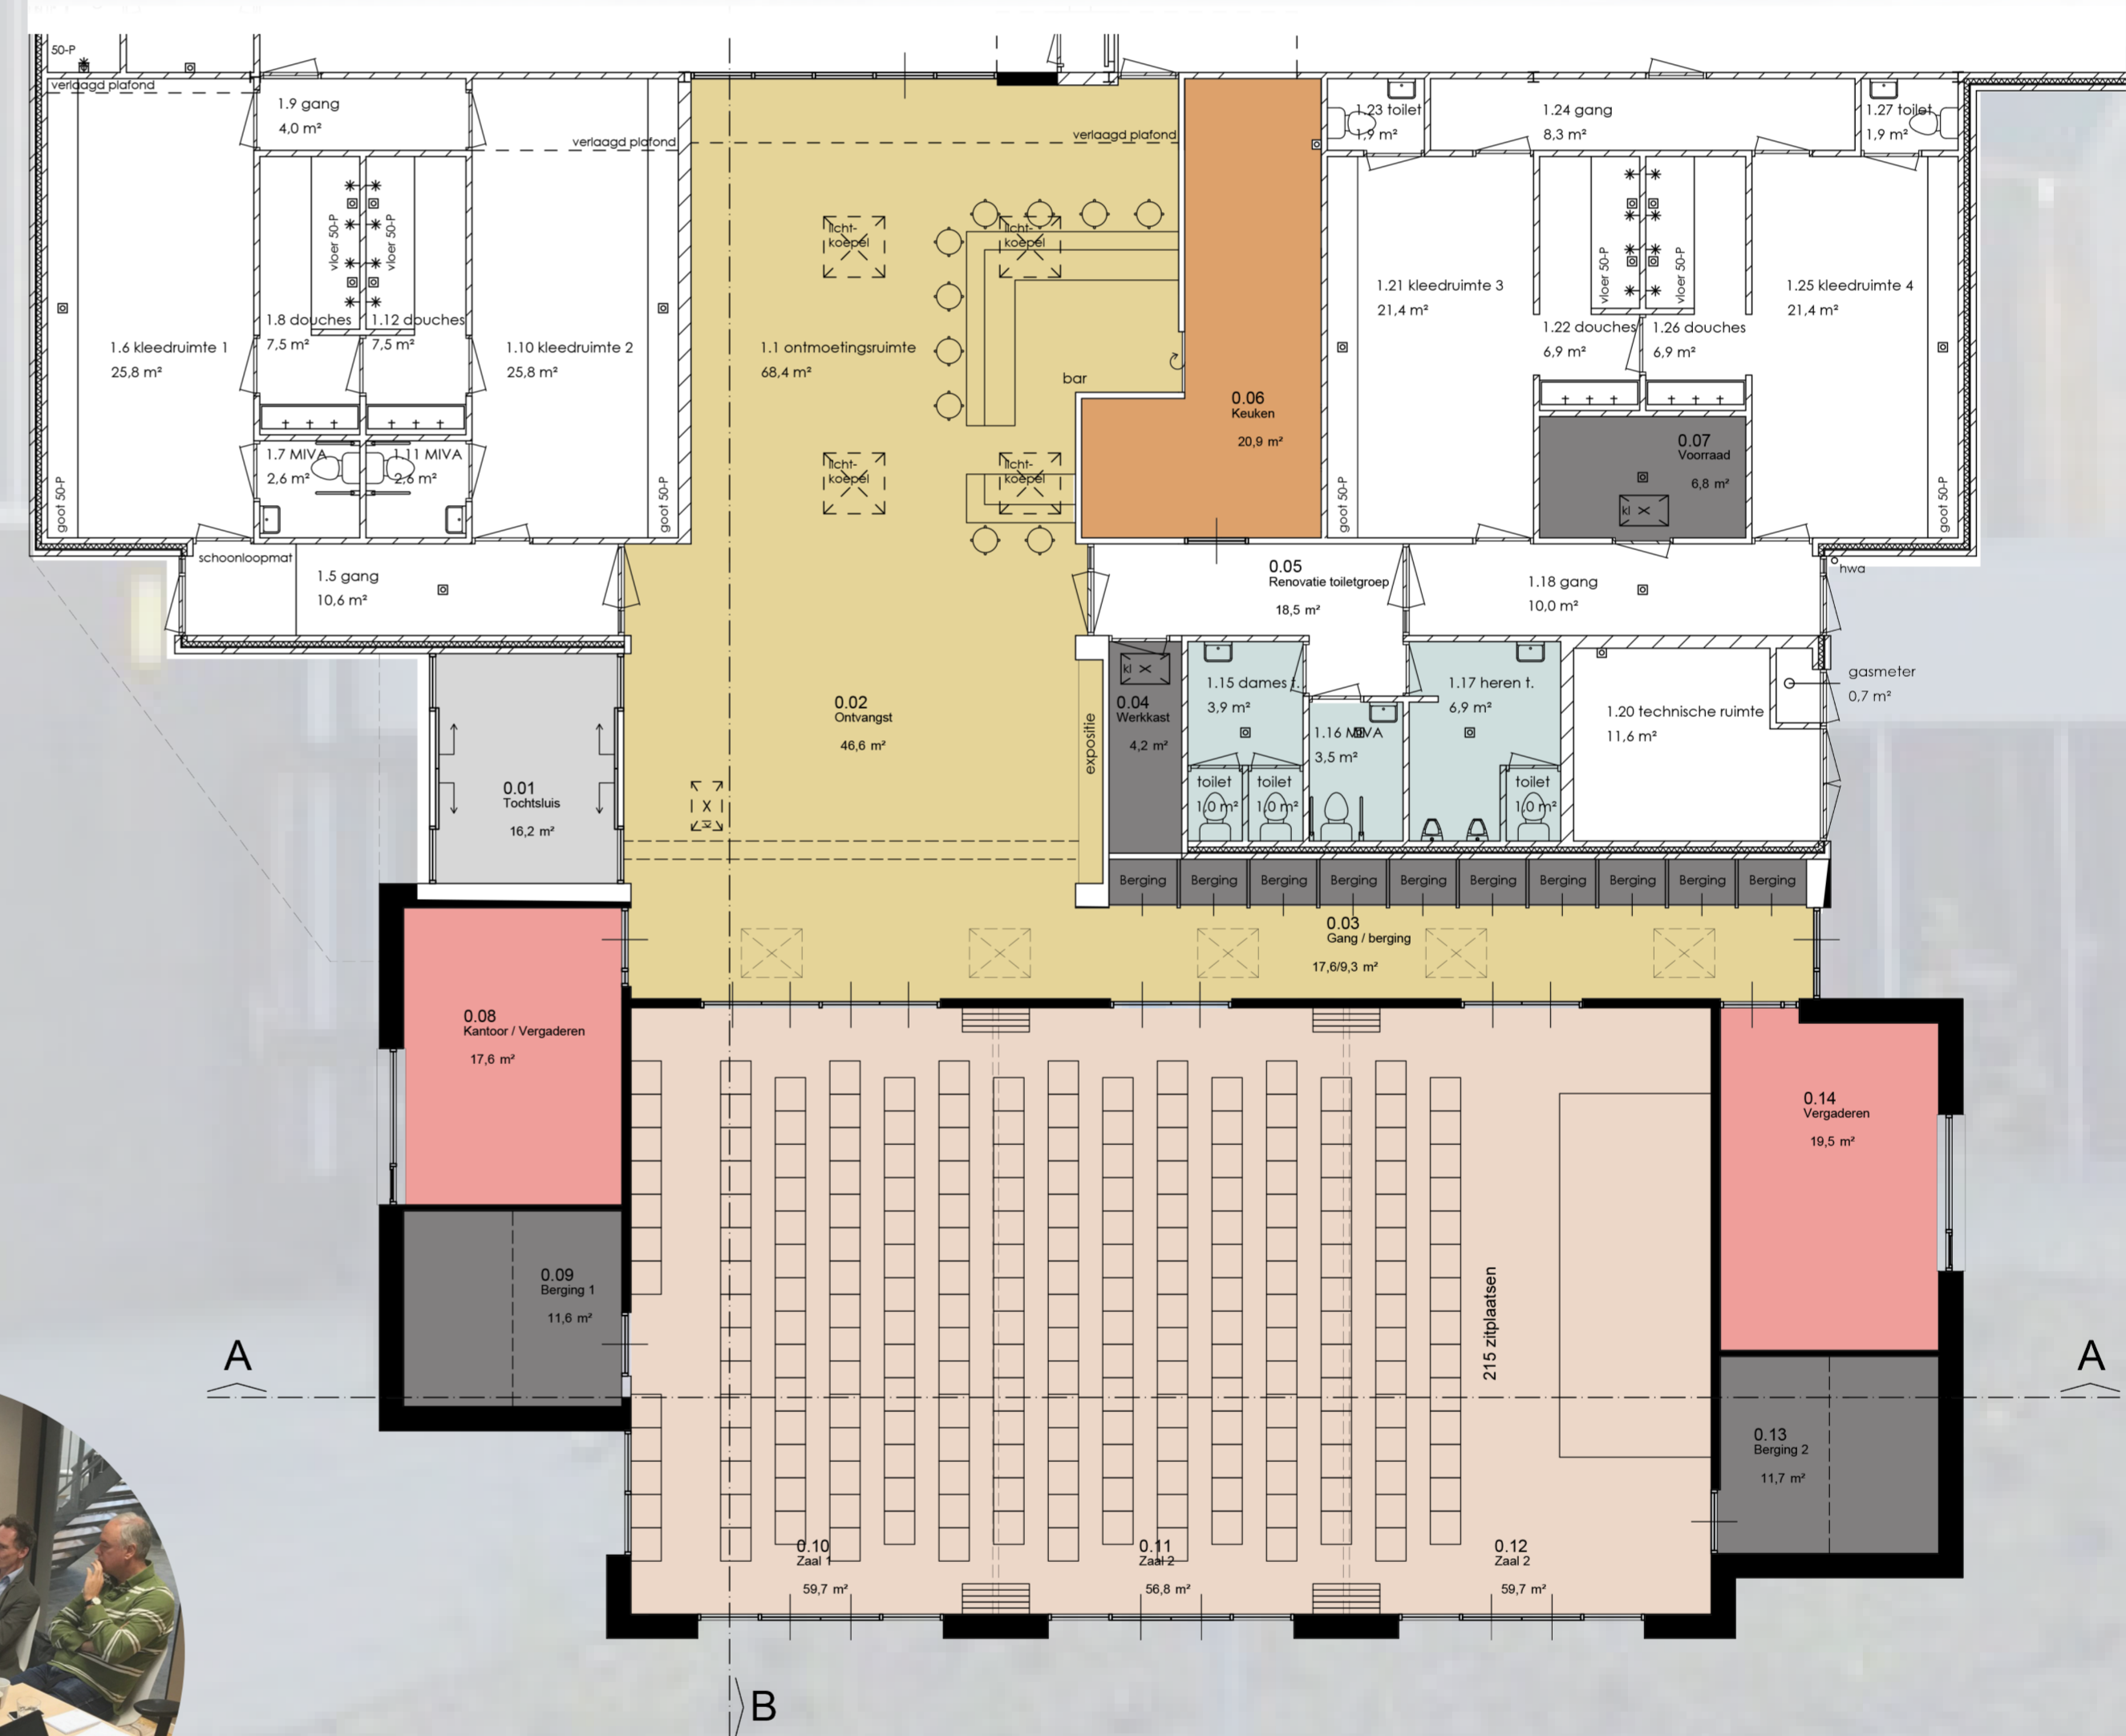 50-P
verlaagd plafond
1.9 gang
4,0 m²
verlaagd plafond
verlaagd plafond
1.23 toilet
1,9 m²
1.24 gang
8,3 m²
1.27 toilet
1,9 m²
vloer 50-P
vloer 50-P
licht-
koepel
licht-
koepel
vloer 50-P
vloer 50-P
1.6 kleedruimte 1
25,8 m²
1.8 douches
7,5 m²
1.12 douches
7,5 m²
1.10 kleedruimte 2
25,8 m²
1.1 ontmoetingsruimte
68,4 m²
bar
0.06
Keuken
20,9 m²
1.21 kleedruimte 3
21,4 m²
1.22 douches
6,9 m²
1.26 douches
6,9 m²
1.25 kleedruimte 4
21,4 m²
goot 50-P
1.7 MIVA
2,6 m²
1.11 MIVA
2,6 m²
goot 50-P
licht-
koepel
licht-
koepel
goot 50-P
0.07
Voorraad
6,8 m²
kl
goot 50-P
schoonloopmat
1.5 gang
10,6 m²
0.05
Renovatie toiletgroep
18,5 m²
1.18 gang
10,0 m²
hwa
0.01
Tochtsluis
16,2 m²
0.02
Ontvangst
46,6 m²
kl
expositie
kl
0.04
Werkkast
4,2 m²
1.15 dames t.
3,9 m²
toilet
1,0 m²
toilet
1,0 m²
1.16 MIVA
3,5 m²
1.17 heren t.
6,9 m²
toilet
1,0 m²
1.20 technische ruimte
11,6 m²
gasmeter
0,7 m²
Berging
Berging
Berging
Berging
Berging
Berging
Berging
Berging
Berging
Berging
0.03
Gang / berging
17,6/9,3 m²
0.08
Kantoor / Vergaderen
17,6 m²
0.14
Vergaderen
19,5 m²
0.09
Berging 1
11,6 m²
215 zitplaatsen
A
A
0.13
Berging 2
11,7 m²
0.10
Zaal 1
59,7 m²
0.11
Zaal 2
56,8 m²
0.12
Zaal 2
59,7 m²
B